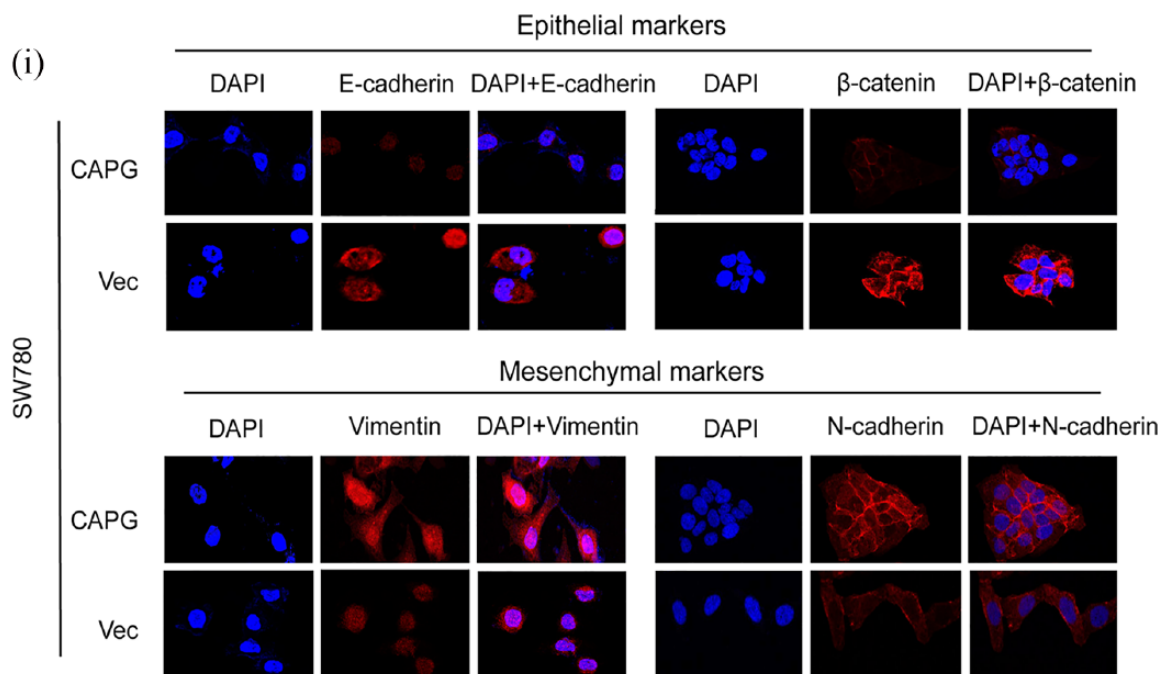 Epithelial markers
(i)
DAPI E-cadherin DAPI+E-cadherin DAPI β-catenin DAPI+β-catenin
CAPG
Vec
SW780
Mesenchymal markers
DAPI Vimentin DAPI+Vimentin DAPI N-cadherin DAPI+N-cadherin
CAPG
Vec